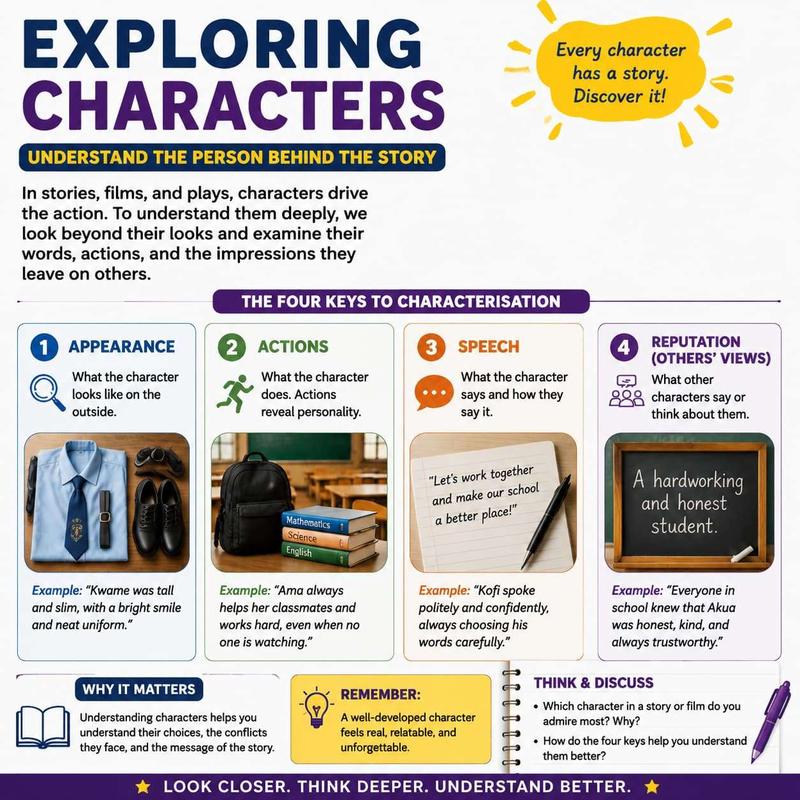 EXPLORING
CHARACTERS
UNDERSTAND THE PERSON BEHIND THE STORY
Every character
has a story.
Discover it!
In stories, films, and plays, characters drive
the action. To understand them deeply, we
look beyond their looks and examine their
words, actions, and the impressions they
leave on others.
THE FOUR KEYS TO CHARACTERISATION
1 APPEARANCE
What the character
looks like on the
outside.
Example: “Kwame was tall
and slim, with a bright smile
and neat uniform.”
2 ACTIONS
What the character
does. Actions
reveal personality.
Mathematics
Science
English
Example: “Ama always
helps her classmates and
works hard, even when no
one is watching.”
3 SPEECH
What the character
says and how they
say it.
"Let's work together
and make our school
a better place!"
Example: “Kofi spoke
politely and confidently,
always choosing his
words carefully.”
4 REPUTATION
(OTHERS’ VIEWS)
What other
characters say or
think about them.
A hardworking
and honest
student.
Example: “Everyone in
school knew that Akua
was honest, kind, and
always trustworthy.”
WHY IT MATTERS
Understanding characters helps you
understand their choices, the conflicts
they face, and the message of the story.
REMEMBER:
A well-developed character
feels real, relatable, and
unforgettable.
THINK & DISCUSS
• Which character in a story or film do you
admire most? Why?
• How do the four keys help you understand
them better?
LOOK CLOSER. THINK DEEPER. UNDERSTAND BETTER.